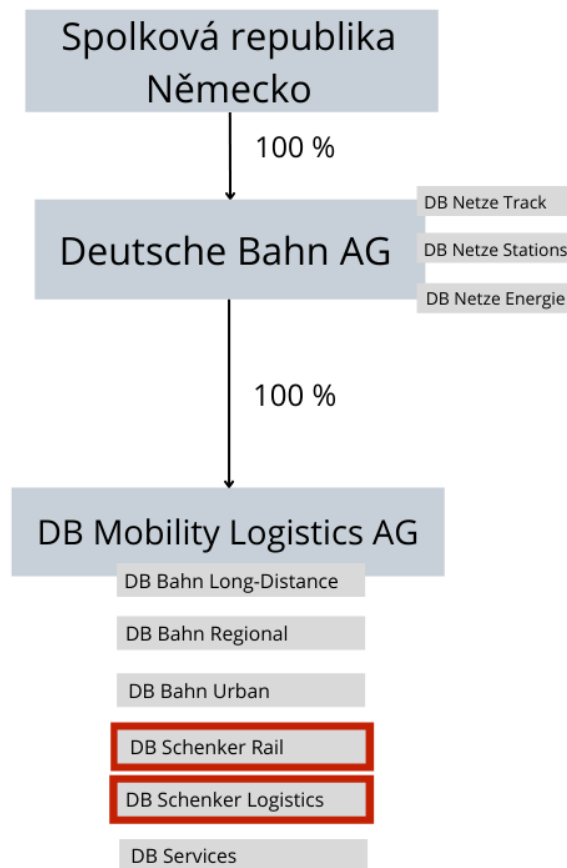 Spolková republika
Německo
100 %
DB Netze Track
Deutsche Bahn AG
DB Netze Stations
DB Netze Energie
100 %
DB Mobility Logistics AG
DB Bahn Long-Distance
DB Bahn Regional
DB Bahn Urban
DB Schenker Rail
DB Schenker Logistics
DB Services